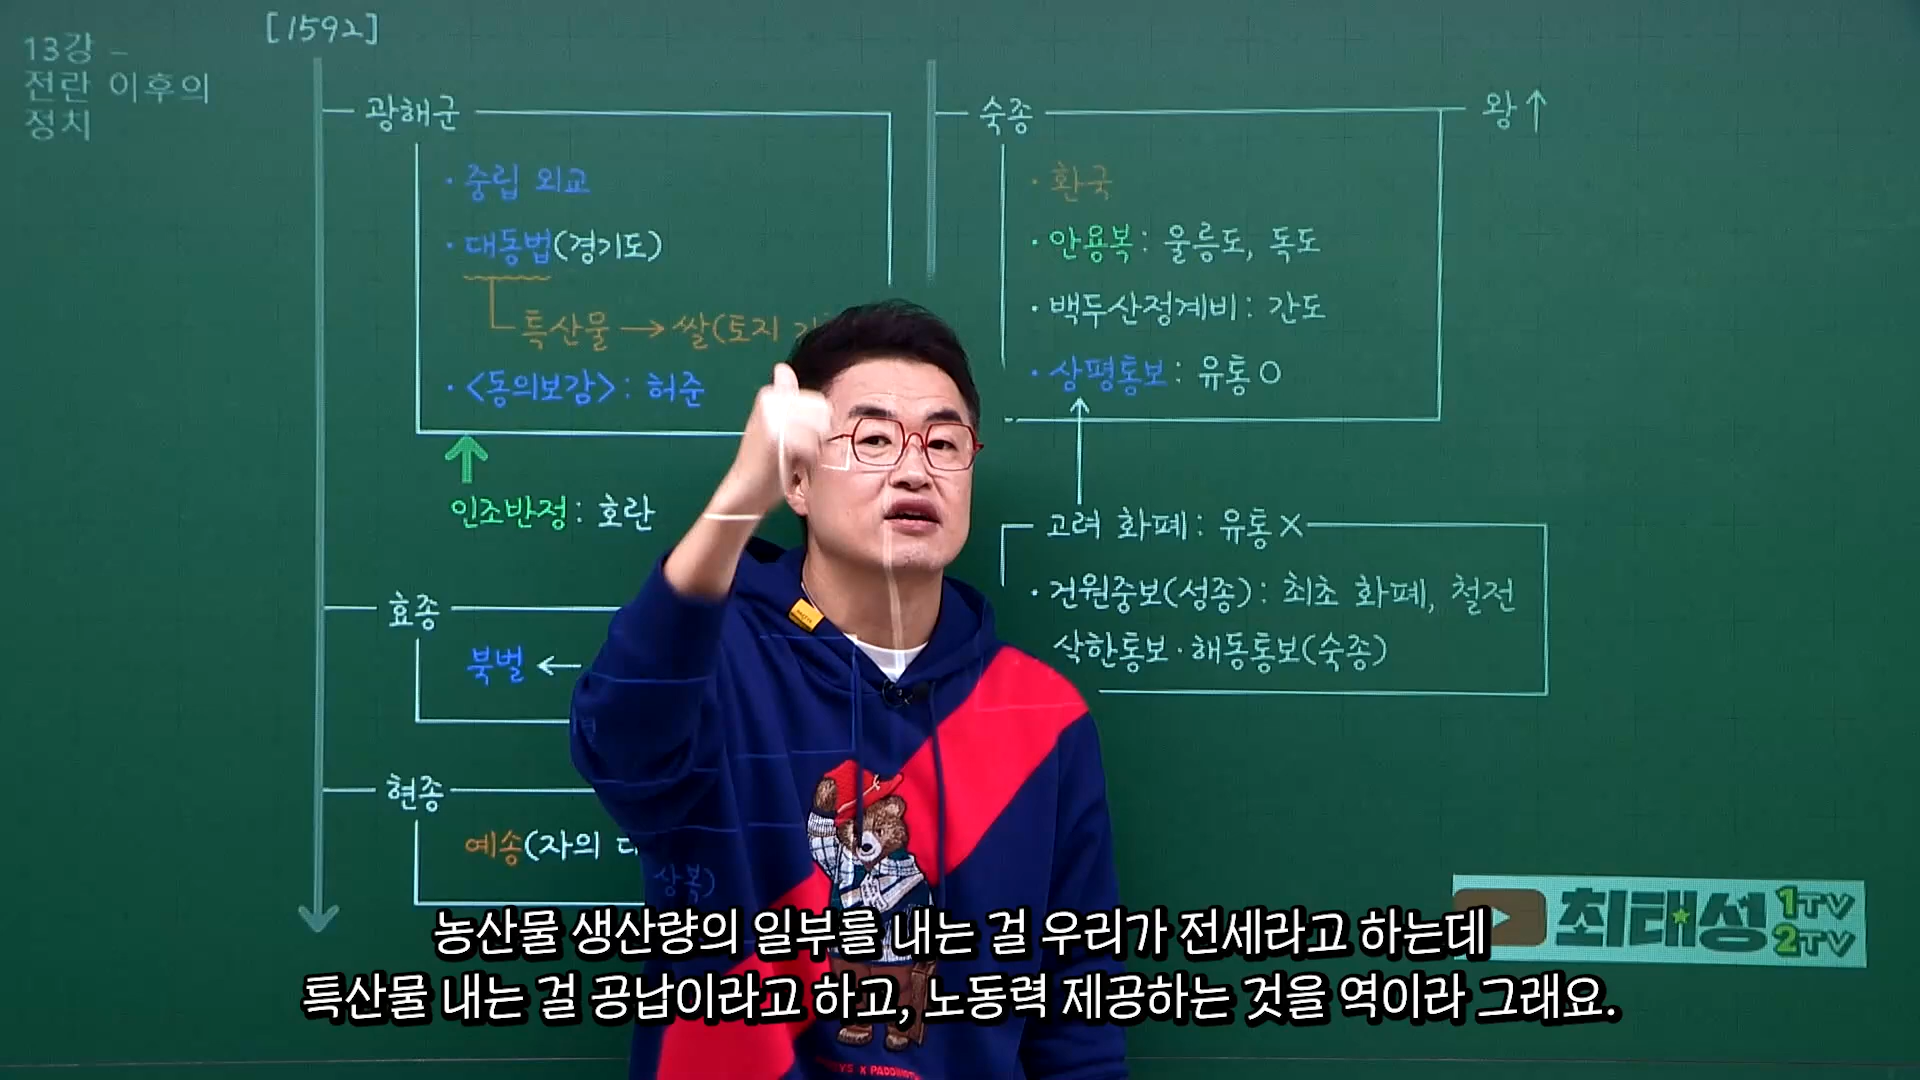 [1592]
13강 -
전란 이후의
정치
광해군
· 중립 외교
· 대동법(경기도)
특산물 → 쌀(토지
· <동의보감> : 허준
인조반정 : 호란
효종
북벌 ←
현종
예송(자의
상복)
숙종
왕↑
· 환국
· 안용복 : 울릉도, 독도
· 백두산정계비 : 간도
· 상평통보 : 유통 O
고려 화폐 : 유통 X
· 건원중보(성종) : 최초 화폐, 철전
삭한통보 · 해동통보(숙종)
최태성 1TV
2TV
농산물 생산량의 일부를 내는 걸 우리가 전세라고 하는데
특산물 내는 걸 공납이라고 하고, 노동력 제공하는 것을 역이라 그래요.